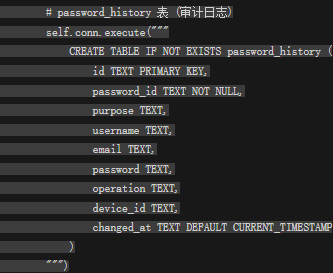 # password_history 表 (审计日志)
self.conn.execute("""
CREATE TABLE IF NOT EXISTS password_history (
id TEXT PRIMARY KEY,
password_id TEXT NOT NULL,
purpose TEXT,
username TEXT,
email TEXT,
password TEXT,
operation TEXT,
device_id TEXT,
changed_at TEXT DEFAULT CURRENT_TIMESTAMP
)
""")